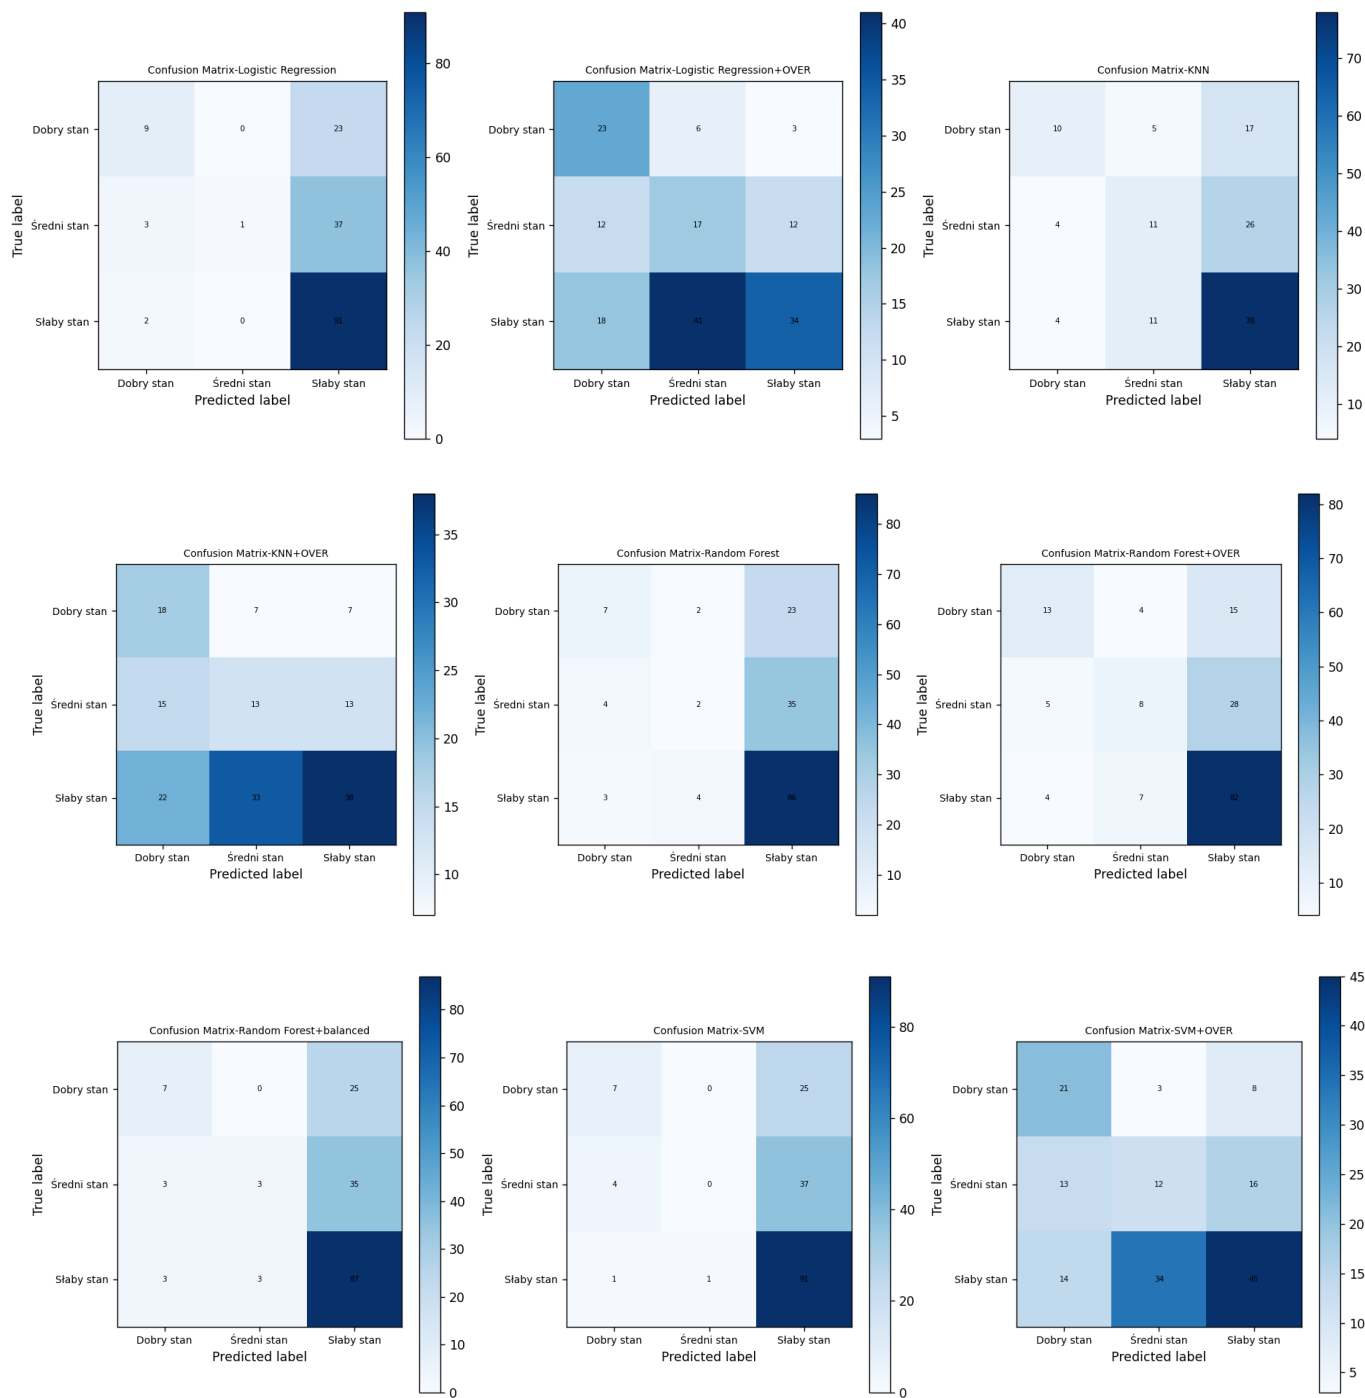 Confusion Matrix-Logistic Regression
True label
Dobry stan
Średni stan
Słaby stan
9 0 23
3 1 37
2 0 91
Dobry stan Średni stan Słaby stan
Predicted label
80
60
40
20
0
Confusion Matrix-Logistic Regression+OVER
True label
Dobry stan
Średni stan
Słaby stan
23 6 3
12 17 12
18 41 34
Dobry stan Średni stan Słaby stan
Predicted label
40
35
30
25
20
15
10
5
Confusion Matrix-KNN
True label
Dobry stan
Średni stan
Słaby stan
10 5 17
4 11 26
4 11 78
Dobry stan Średni stan Słaby stan
Predicted label
70
60
50
40
30
20
10
Confusion Matrix-KNN+OVER
True label
Dobry stan
Średni stan
Słaby stan
18 7 7
15 13 13
22 33 38
Dobry stan Średni stan Słaby stan
Predicted label
35
30
25
20
15
10
Confusion Matrix-Random Forest
True label
Dobry stan
Średni stan
Słaby stan
7 2 23
4 2 35
3 4 86
Dobry stan Średni stan Słaby stan
Predicted label
80
70
60
50
40
30
20
10
Confusion Matrix-Random Forest+OVER
True label
Dobry stan
Średni stan
Słaby stan
13 4 15
5 8 28
4 7 82
Dobry stan Średni stan Słaby stan
Predicted label
80
70
60
50
40
30
20
10
Confusion Matrix-Random Forest+balanced
True label
Dobry stan
Średni stan
Słaby stan
7 0 25
3 3 35
3 3 87
Dobry stan Średni stan Słaby stan
Predicted label
80
70
60
50
40
30
20
10
0
Confusion Matrix-SVM
True label
Dobry stan
Średni stan
Słaby stan
7 0 25
4 0 37
1 1 91
Dobry stan Średni stan Słaby stan
Predicted label
80
60
40
20
0
Confusion Matrix-SVM+OVER
True label
Dobry stan
Średni stan
Słaby stan
21 3 8
13 12 16
14 34 45
Dobry stan Średni stan Słaby stan
Predicted label
45
40
35
30
25
20
15
10
5